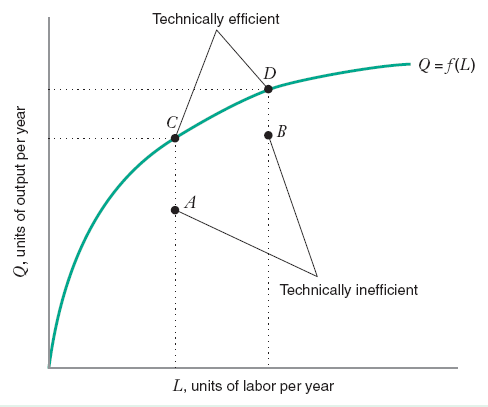 Technically efficient
Q = f(L)
D
C
B
A
Q, units of output per year
Technically inefficient
L, units of labor per year